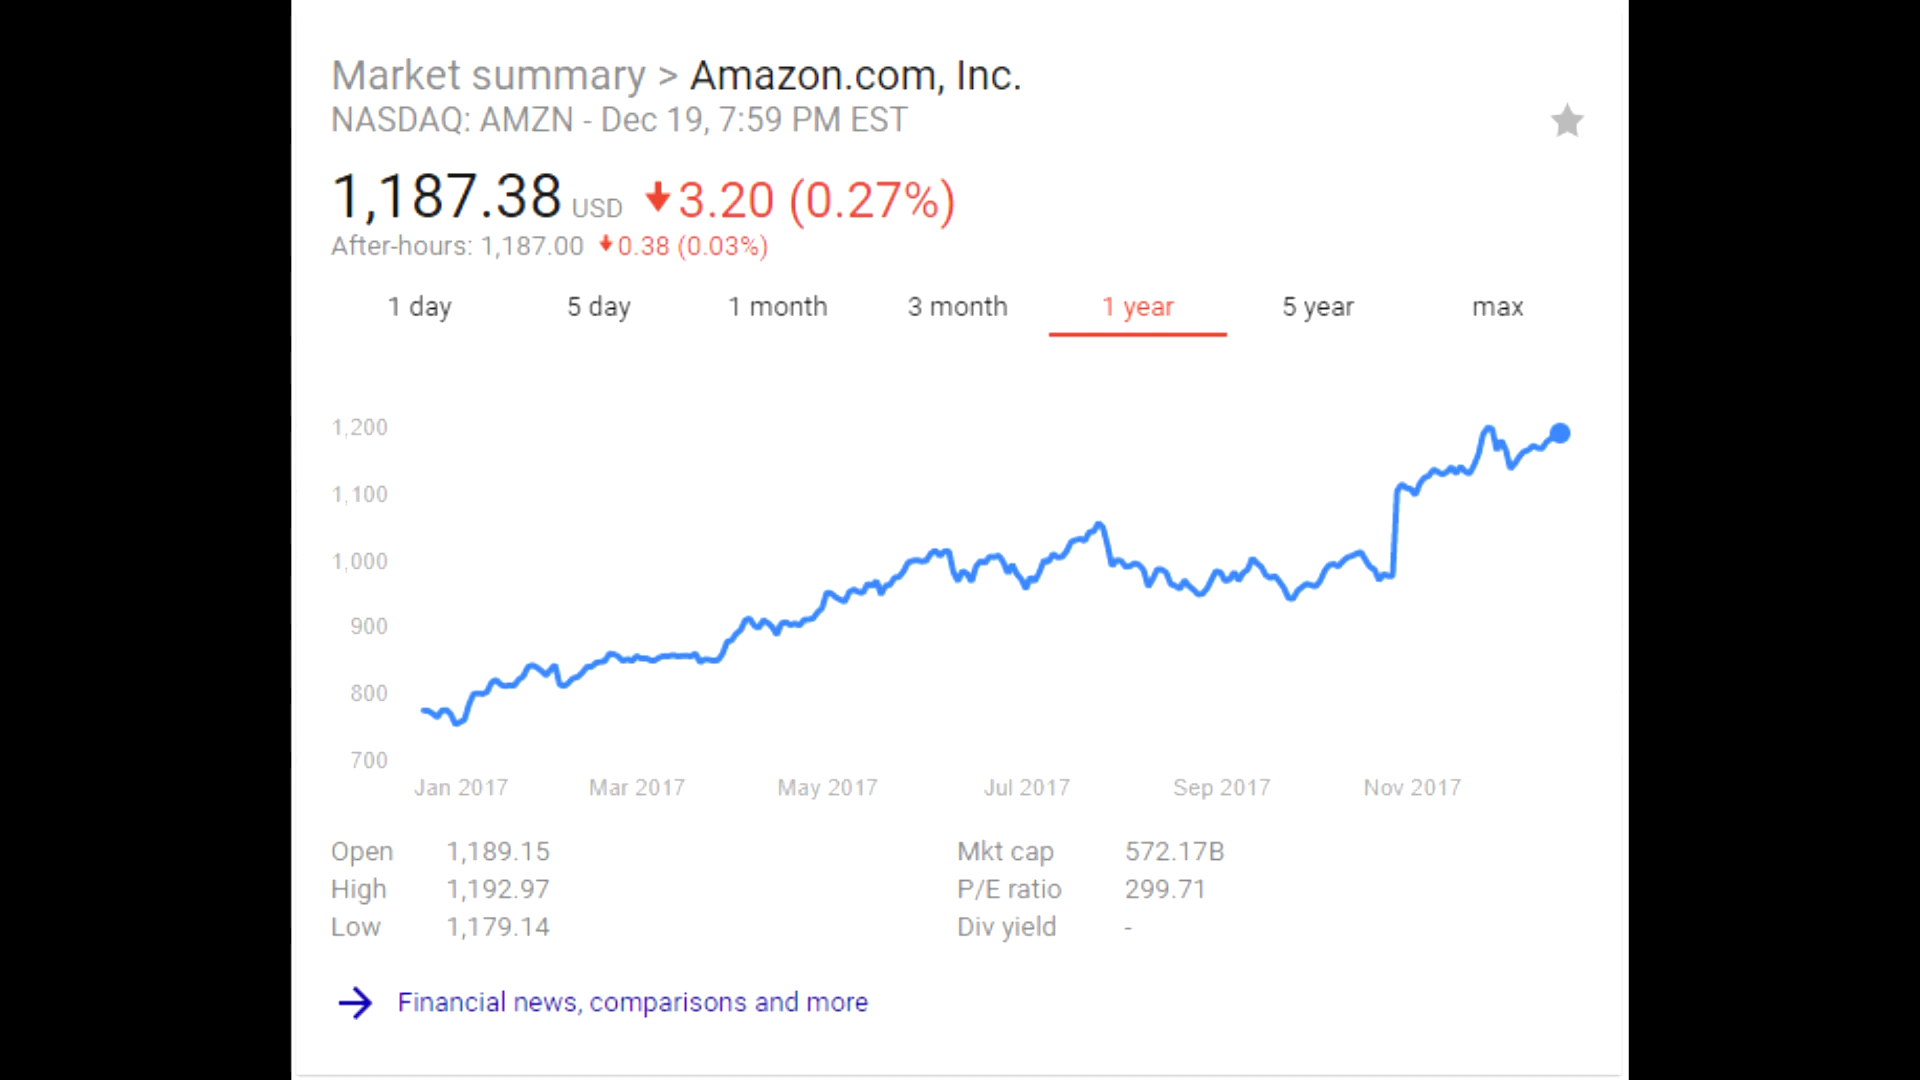 Market summary > Amazon.com, Inc.
NASDAQ: AMZN - Dec 19, 7:59 PM EST
1,187.38 USD 3.20 (0.27%)
After-hours: 1,187.00 0.38 (0.03%)
1 day 5 day 1 month 3 month 1 year 5 year max
1,200
1,100
1,000
900
800
700
Jan 2017 Mar 2017 May 2017 Jul 2017 Sep 2017 Nov 2017
Open 1,189.15 Mkt cap 572.17B
High 1,192.97 P/E ratio 299.71
Low 1,179.14 Div yield -
Financial news, comparisons and more